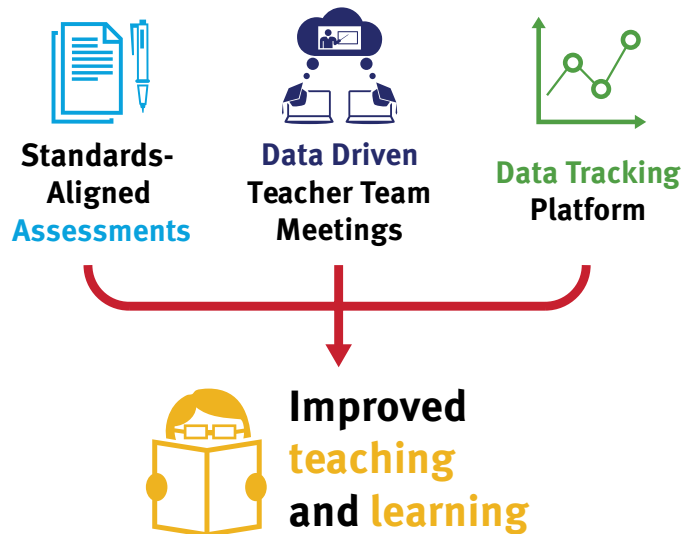 Standards-
Aligned
Assessments
Data Driven
Teacher Team
Meetings
Data Tracking
Platform
Improved
teaching
and learning